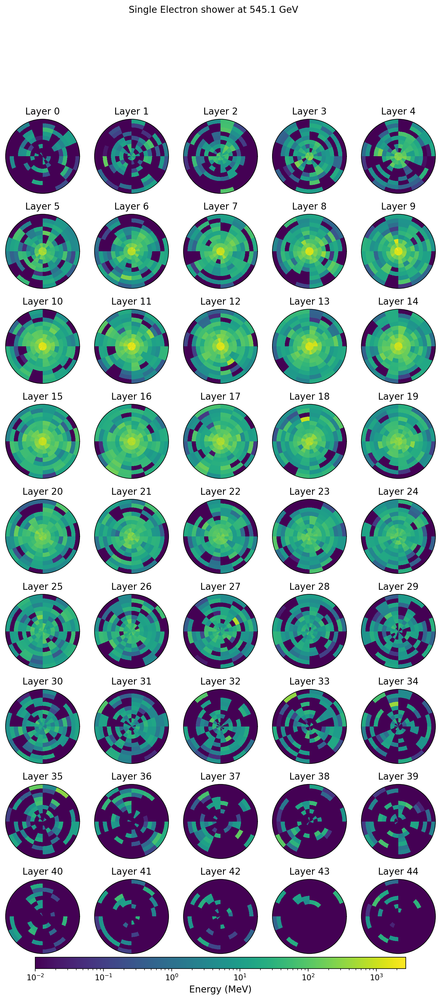 Single Electron shower at 545.1 GeV
Layer 0 Layer 1 Layer 2 Layer 3 Layer 4
Layer 5 Layer 6 Layer 7 Layer 8 Layer 9
Layer 10 Layer 11 Layer 12 Layer 13 Layer 14
Layer 15 Layer 16 Layer 17 Layer 18 Layer 19
Layer 20 Layer 21 Layer 22 Layer 23 Layer 24
Layer 25 Layer 26 Layer 27 Layer 28 Layer 29
Layer 30 Layer 31 Layer 32 Layer 33 Layer 34
Layer 35 Layer 36 Layer 37 Layer 38 Layer 39
Layer 40 Layer 41 Layer 42 Layer 43 Layer 44
10⁻² 10⁻¹ 10⁰ 10¹ 10² 10³
Energy (MeV)